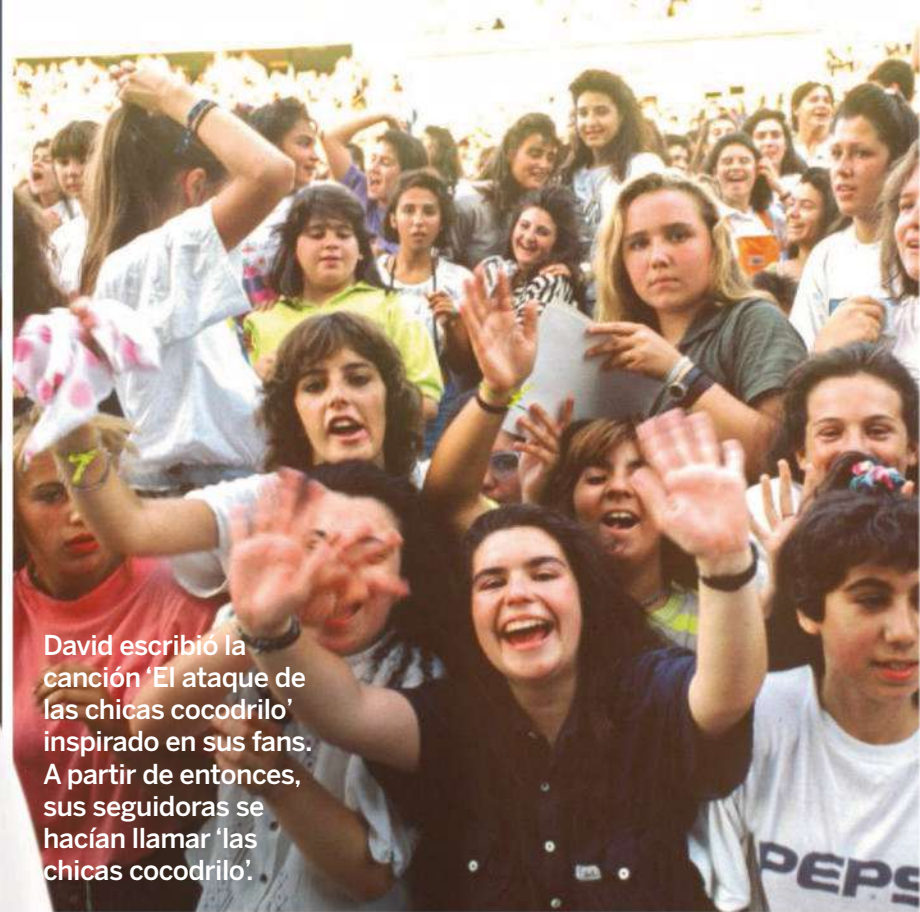 David escribió la
canción ‘El ataque de
las chicas cocodrilo’
inspirado en sus fans.
A partir de entonces,
sus seguidoras se
hacían llamar ‘las
chicas cocodrilo’.
PEPS